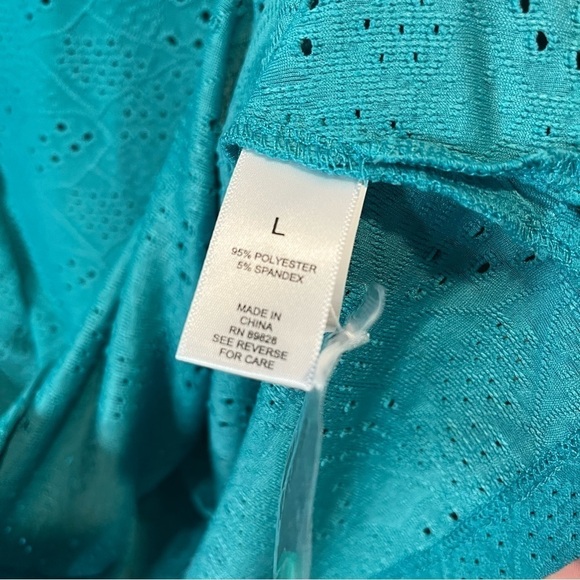 L
95% POLYESTER
5% SPANDEX
MADE IN
CHINA
RN 89828
SEE REVERSE
FOR CARE